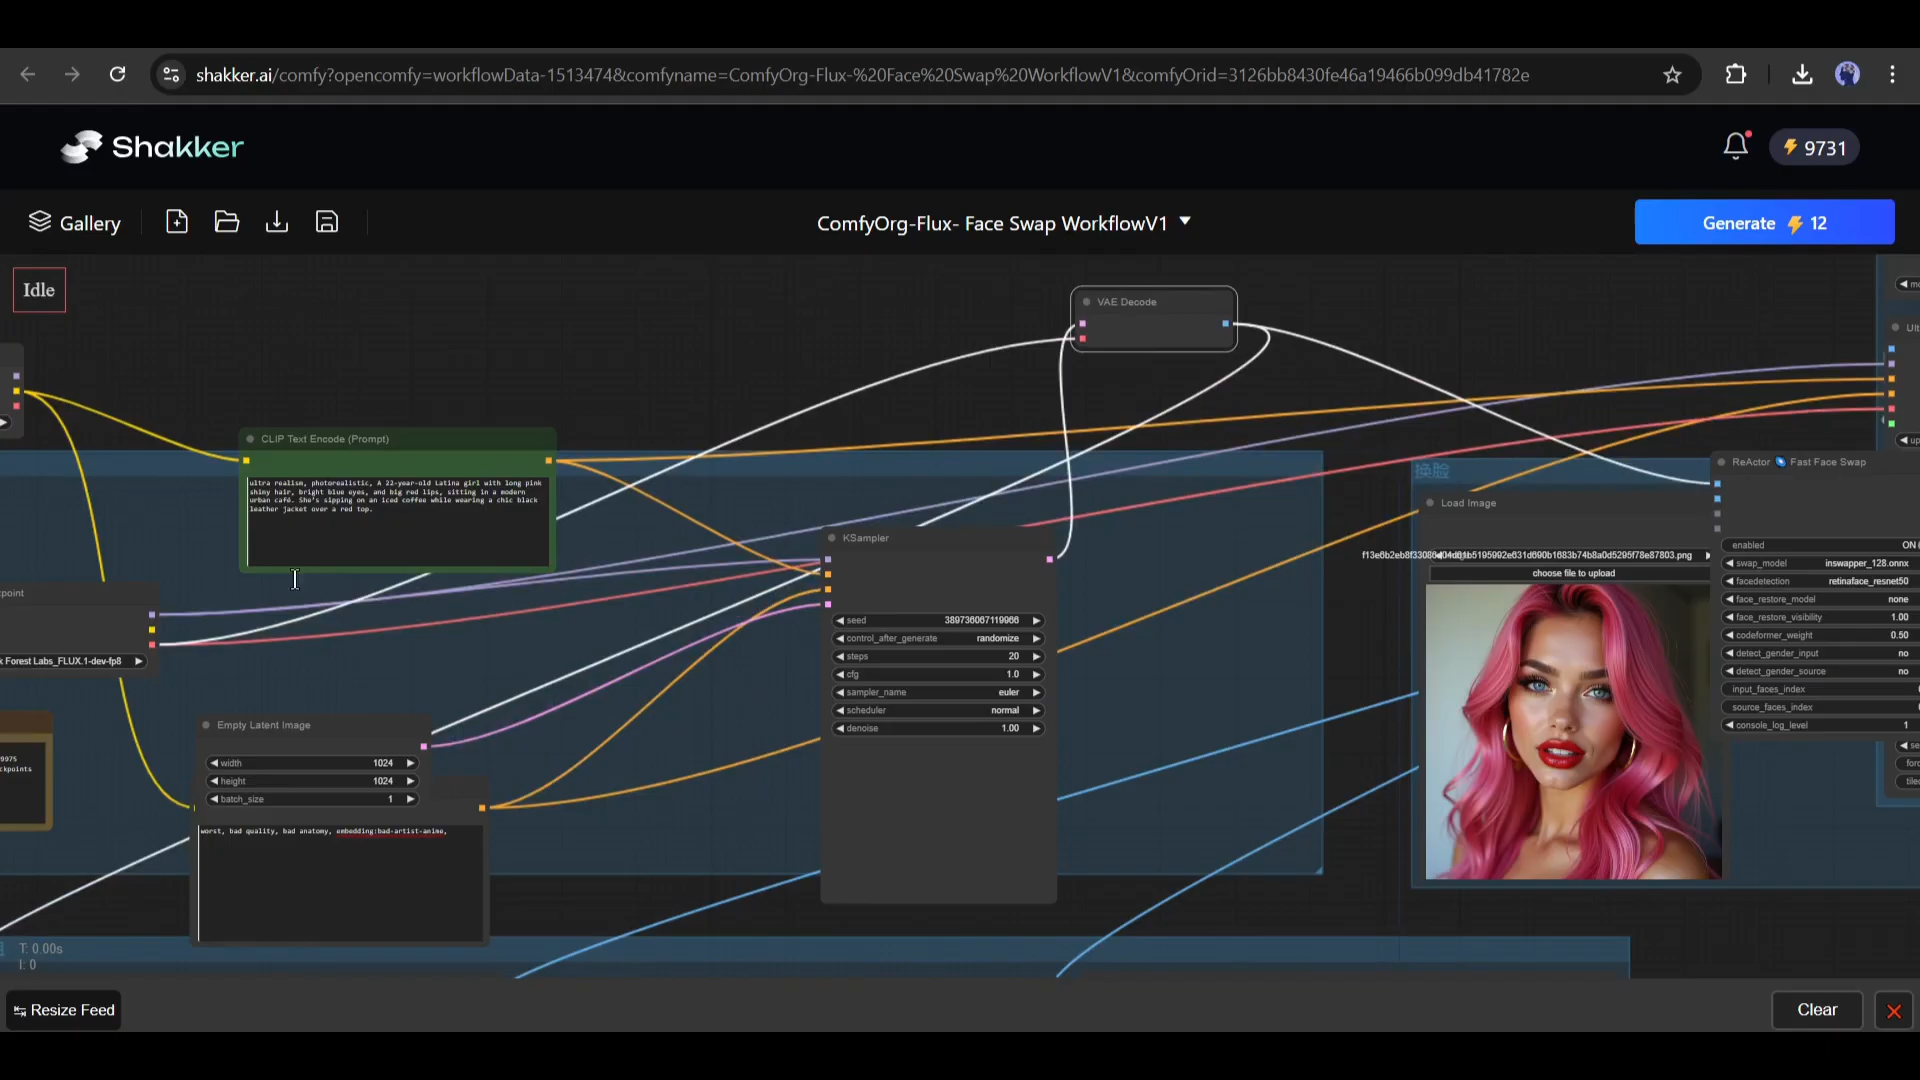 shakker.ai/comfy?opencomfy=workflowData-1513474&comfyname=ComfyOrg-Flux-%20Face%20Swap%20WorkflowV1&comfyOrid=3126bb8430fe46a19466b099db41782e
Shakker
9731
Gallery
ComfyOrg-Flux- Face Swap WorkflowV1
Generate 12
Idle
VAE Decode
CLIP Text Encode (Prompt)
ultra realism, photorealistic, A 22-year-old Latina girl with long pink
shiny hair, bright blue eyes, and big red lips, sitting in a modern
urban café. She's sipping on an iced coffee while wearing a chic black
leather jacket over a red top.
换脸
ReActor Fast Face Swap
Load Image
KSampler
choose file to upload
enabled ON
swap_model inswapper_128.onnx
facedetection retinaface_resnet50
face_restore_model none
face_restore_visibility 1.00
codeformer_weight 0.50
detect_gender_input no
detect_gender_source no
input_faces_index
source_faces_index
console_log_level 1
seed 389736067119966
control_after_generate randomize
steps 20
cfg 1.0
sampler_name euler
scheduler normal
denoise 1.00
k Forest Labs_FLUX.1-dev-fp8
Empty Latent Image
width 1024
height 1024
batch_size 1
worst, bad quality, bad anatomy, embedding:bad-artist-anime,
T: 0.00s
I: 0
Resize Feed
Clear